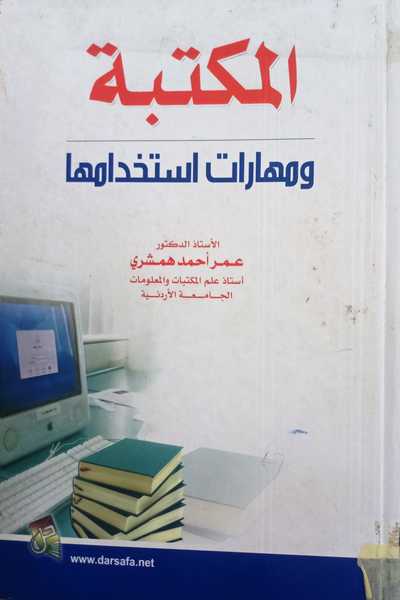 المكتبة
ومهارات استخدامها
الأستاذ الدكتور
عمر أحمد همشري
أستاذ علم المكتبات والمعلومات
الجامعة الأردنية
www.darsafa.net